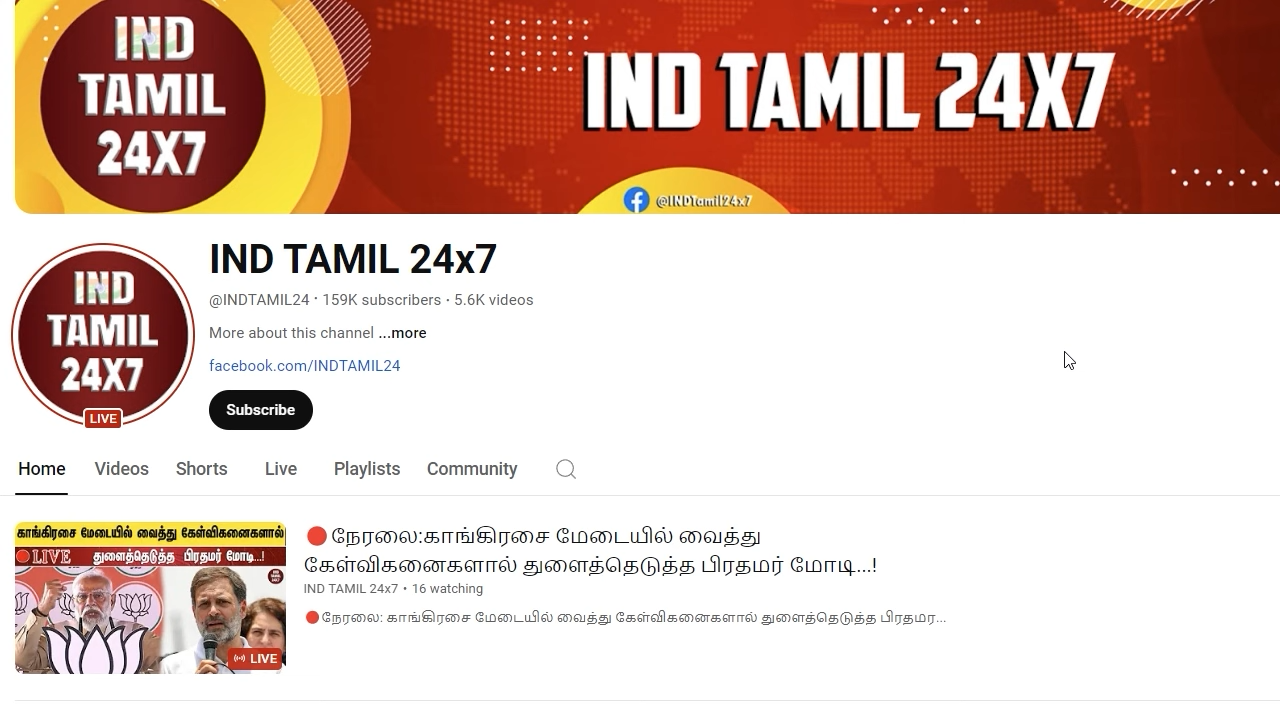 IND
TAMIL
24X7
IND TAMIL 24X7
@INDTamil24x7
IND
TAMIL
24X7
LIVE
IND TAMIL 24x7
@INDTAMIL24 · 159K subscribers · 5.6K videos
More about this channel ...more
facebook.com/INDTAMIL24
Subscribe
Home Videos Shorts Live Playlists Community
காங்கிரசை மேடையில் வைத்து கேள்விகனைகளால்
LIVE துளைத்தெடுத்த பிரதமர் மோடி...!
LIVE
🔴நேரலை:காங்கிரசை மேடையில் வைத்து
கேள்விகனைகளால் துளைத்தெடுத்த பிரதமர் மோடி...!
IND TAMIL 24x7 • 16 watching
🔴நேரலை: காங்கிரசை மேடையில் வைத்து கேள்விகனைகளால் துளைத்தெடுத்த பிரதமர...